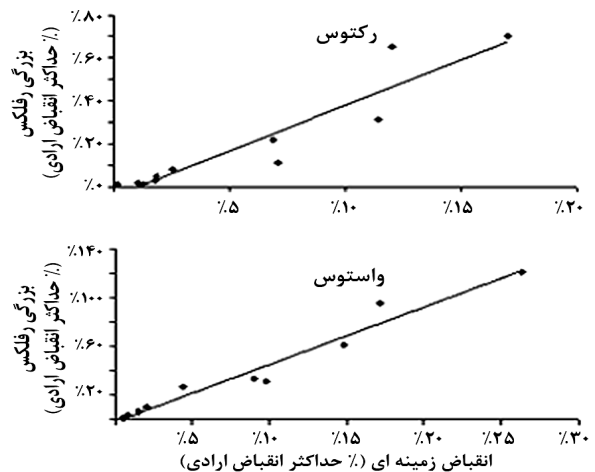 ٪.۸۰
٪.۶۰
٪.۴۰
٪.۲۰
٪.۰
بزرگی رفلکس
(٪ حداکثر انقباض ارادی)
رکتوس
٪.۵
٪.۱۰
٪.۱۵
٪.۲۰
٪.۱۴۰
٪.۱۰۰
٪.۶۰
٪.۲۰
بزرگی رفلکس
(٪ حداکثر انقباض ارادی)
واستوس
٪.۵
٪.۱۰
٪.۱۵
٪.۲۰
٪.۲۵
٪.۳۰
انقباض زمینه ای (٪ حداکثر انقباض ارادی)